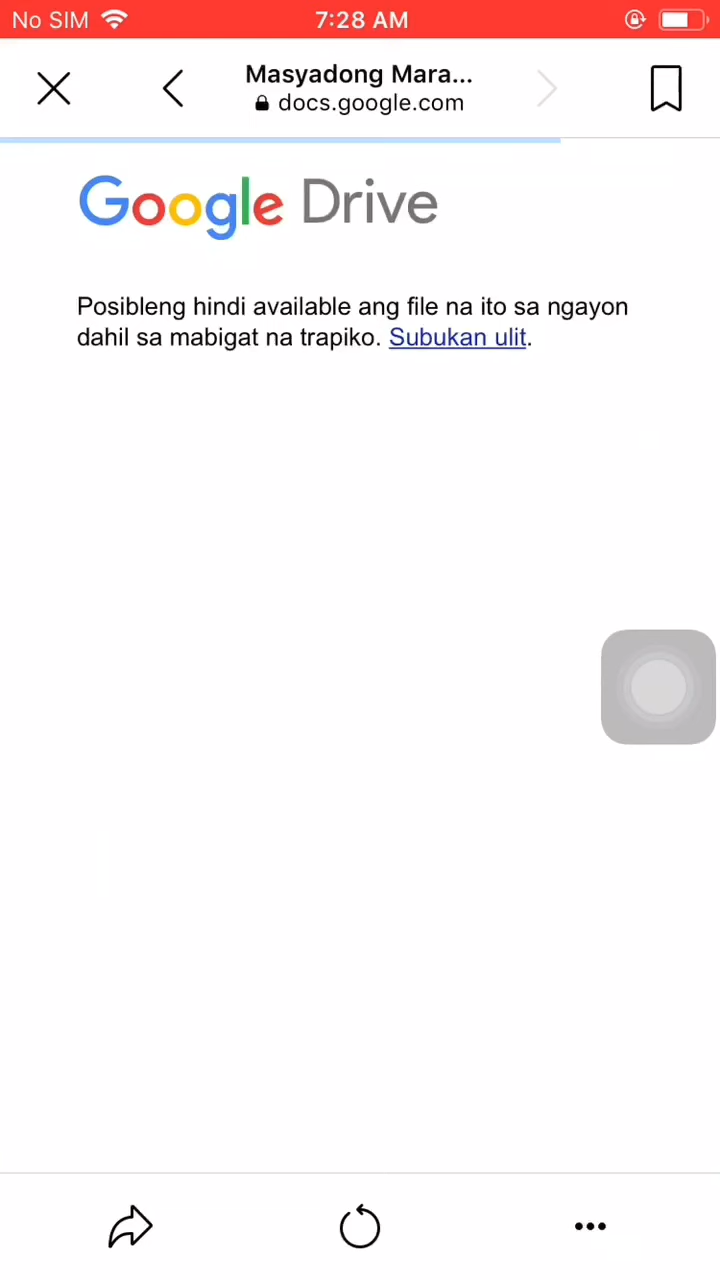 No SIM 7:28 AM
Masyadong Mara...
docs.google.com
Google Drive
Posibleng hindi available ang file na ito sa ngayon
dahil sa mabigat na trapiko. Subukan ulit.